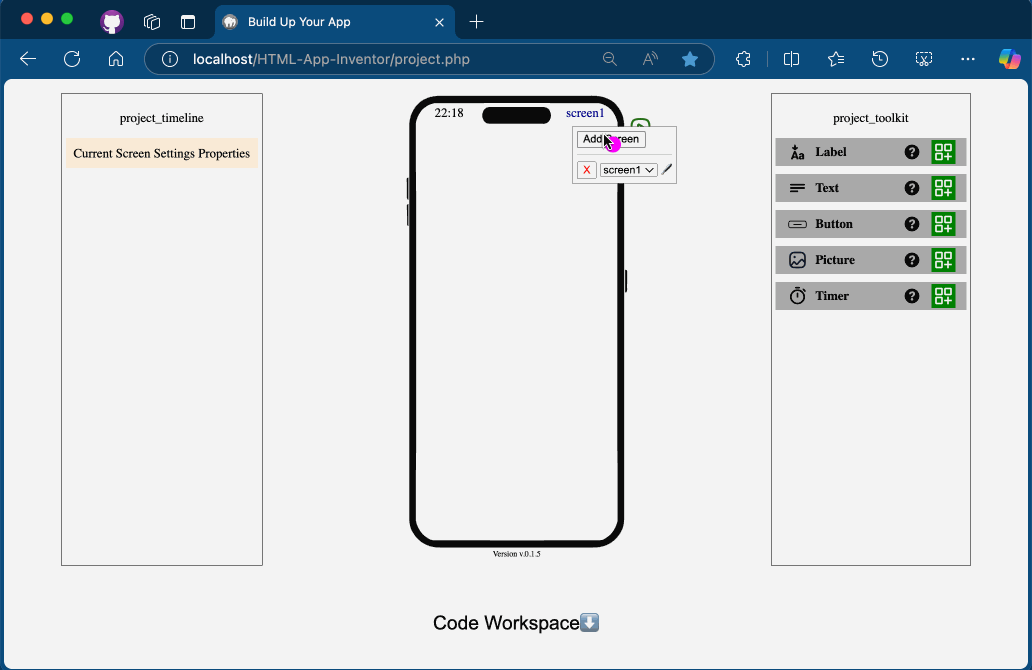 Build Up Your App
localhost/HTML-App-Inventor/project.php
project_timeline
Current Screen Settings Properties
22:18
screen1
Add Screen
X
screen1
Version v.0.1.5
project_toolkit
Label
Text
Button
Picture
Timer
Code Workspace⬇️